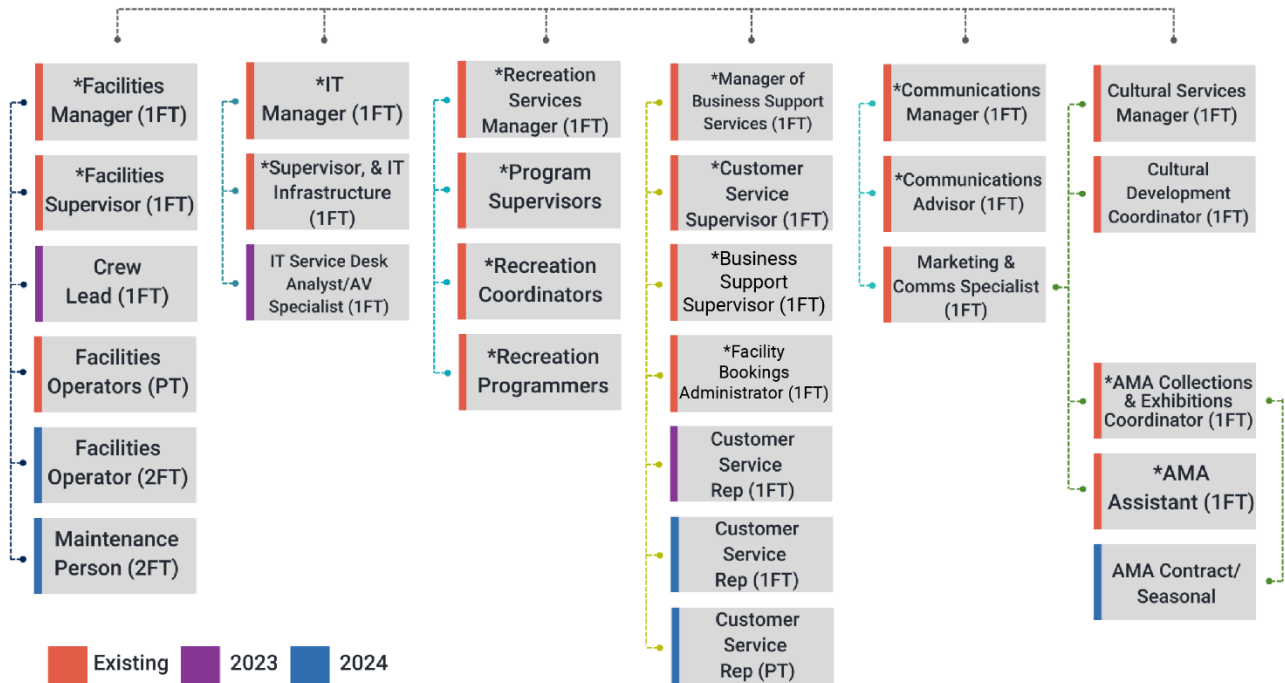 *Facilities
Manager (1FT)
*Facilities
Supervisor (1FT)
Crew
Lead (1FT)
Facilities
Operators (PT)
Facilities
Operator (2FT)
Maintenance
Person (2FT)
*IT
Manager (1FT)
*Supervisor, & IT
Infrastructure
(1FT)
IT Service Desk
Analyst/AV
Specialist (1FT)
*Recreation
Services
Manager (1FT)
*Program
Supervisors
*Recreation
Coordinators
*Recreation
Programmers
*Manager of
Business Support
Services (1FT)
*Customer
Service
Supervisor (1FT)
*Business
Support
Supervisor (1FT)
*Facility
Bookings
Administrator (1FT)
Customer
Service
Rep (1FT)
Customer
Service
Rep (1FT)
Customer
Service
Rep (PT)
*Communications
Manager (1FT)
*Communications
Advisor (1FT)
Marketing &
Comms Specialist
(1FT)
Cultural Services
Manager (1FT)
Cultural
Development
Coordinator (1FT)
*AMA Collections
& Exhibitions
Coordinator (1FT)
*AMA
Assistant (1FT)
AMA Contract/
Seasonal
Existing
2023
2024